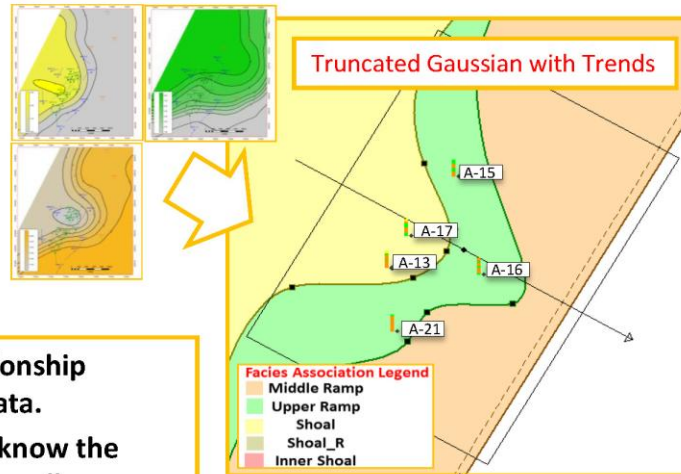 Truncated Gaussian with Trends
A-15
A-17
A-13
A-16
A-21
Facies Association Legend
Middle Ramp
Upper Ramp
Shoal
Shoal_R
Inner Shoal
onship
ata.
know the